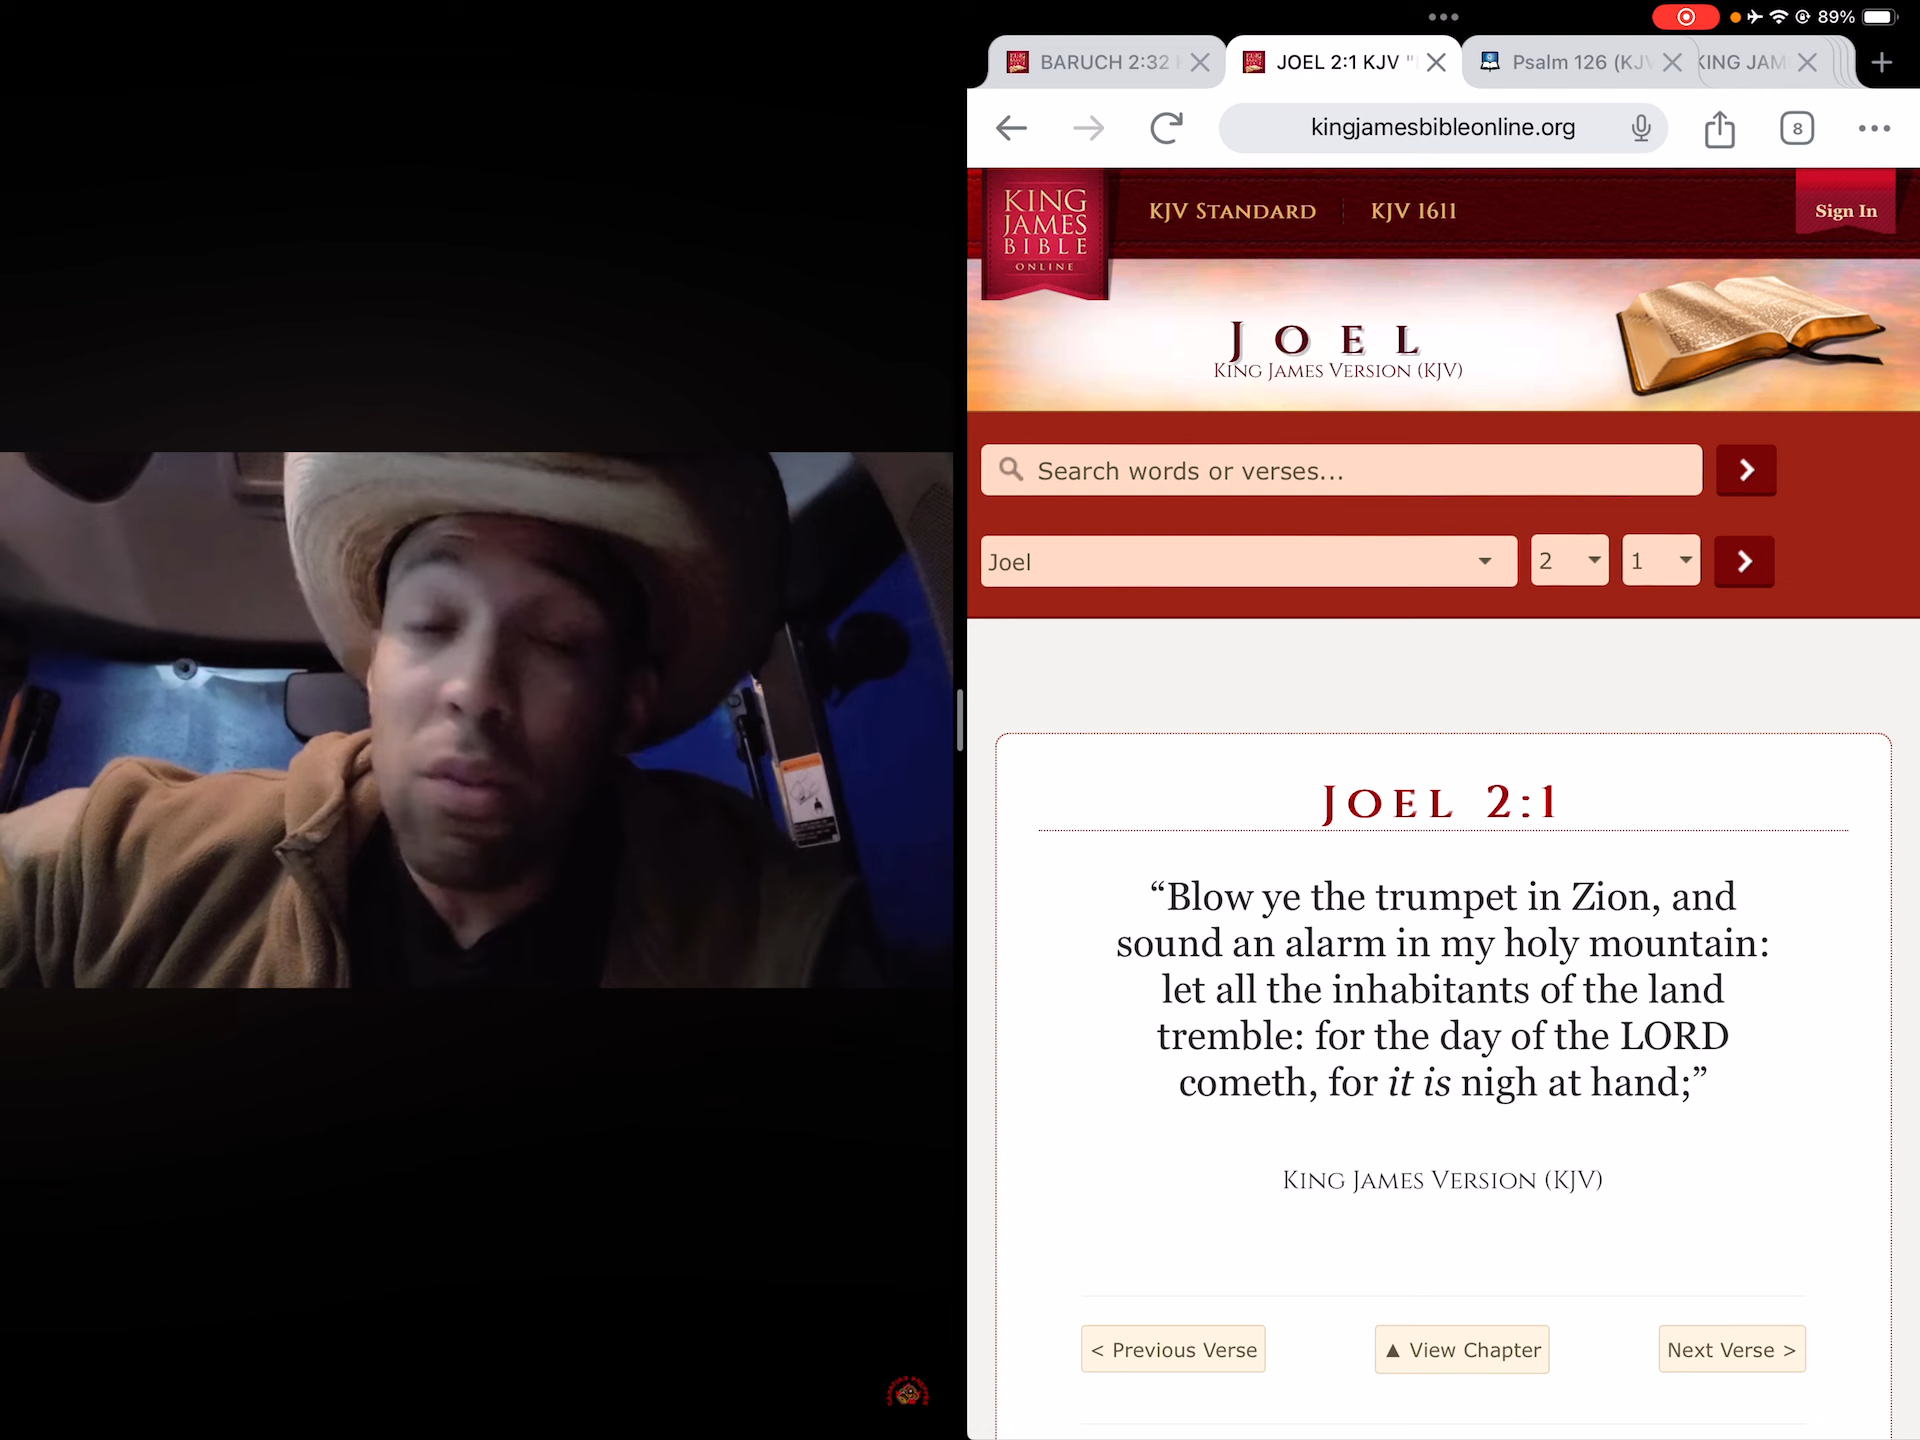 89%
BARUCH 2:32
JOEL 2:1 KJV "
Psalm 126 (KJV
KING JAM
kingjamesbibleonline.org
8
KING
JAMES
BIBLE
ONLINE
KJV STANDARD
KJV 1611
Sign In
JOEL
KING JAMES VERSION (KJV)
Search words or verses...
Joel
2
1
JOEL 2:1
“Blow ye the trumpet in Zion, and
sound an alarm in my holy mountain:
let all the inhabitants of the land
tremble: for the day of the LORD
cometh, for it is nigh at hand;”
KING JAMES VERSION (KJV)
< Previous Verse
▲ View Chapter
Next Verse >